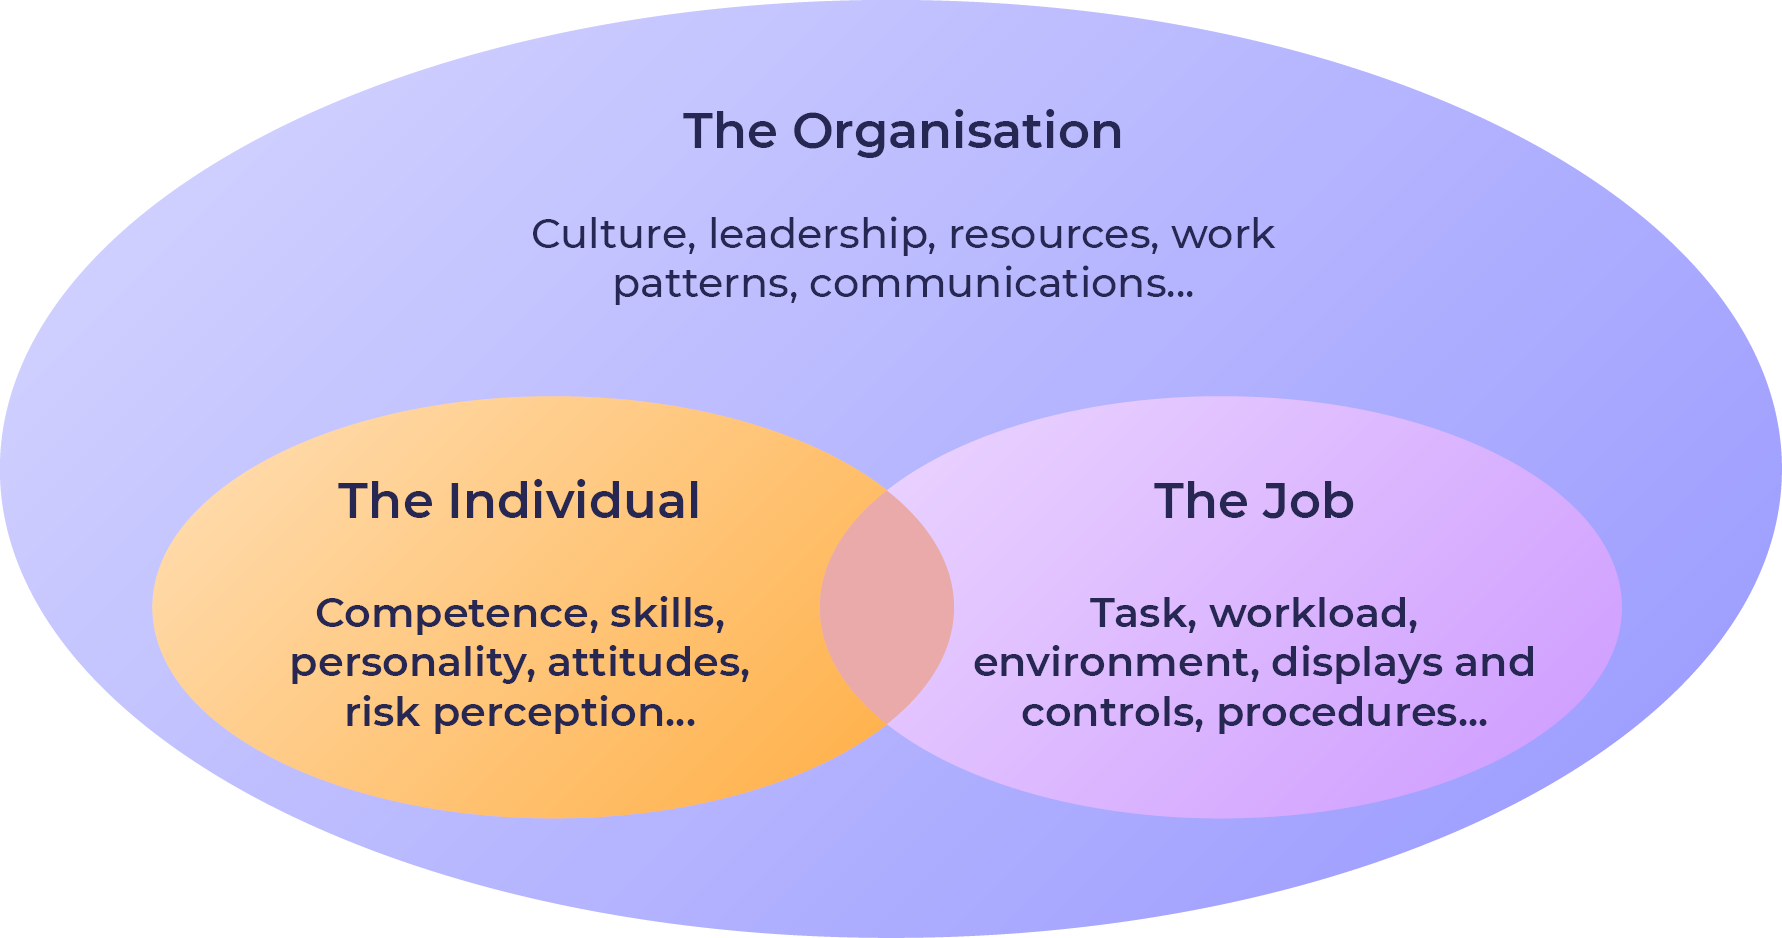 The Organisation
Culture, leadership, resources, work
patterns, communications...
The Individual
Competence, skills,
personality, attitudes,
risk perception...
The Job
Task, workload,
environment, displays and
controls, procedures...